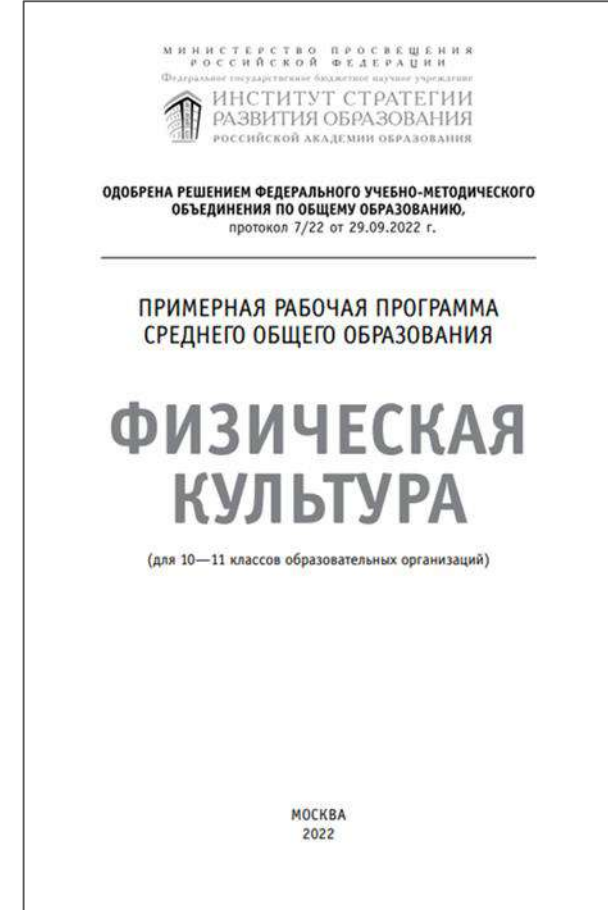 МИНИСТЕРСТВО ПРОСВЕЩЕНИЯ
РОССИЙСКОЙ ФЕДЕРАЦИИ
Федеральное государственное бюджетное научное учреждение
ИНСТИТУТ СТРАТЕГИИ
РАЗВИТИЯ ОБРАЗОВАНИЯ
РОССИЙСКОЙ АКАДЕМИИ ОБРАЗОВАНИЯ
ОДОБРЕНА РЕШЕНИЕМ ФЕДЕРАЛЬНОГО УЧЕБНО-МЕТОДИЧЕСКОГО
ОБЪЕДИНЕНИЯ ПО ОБЩЕМУ ОБРАЗОВАНИЮ,
протокол 7/22 от 29.09.2022 г.
ПРИМЕРНАЯ РАБОЧАЯ ПРОГРАММА
СРЕДНЕГО ОБЩЕГО ОБРАЗОВАНИЯ
ФИЗИЧЕСКАЯ
КУЛЬТУРА
(для 10—11 классов образовательных организаций)
МОСКВА
2022